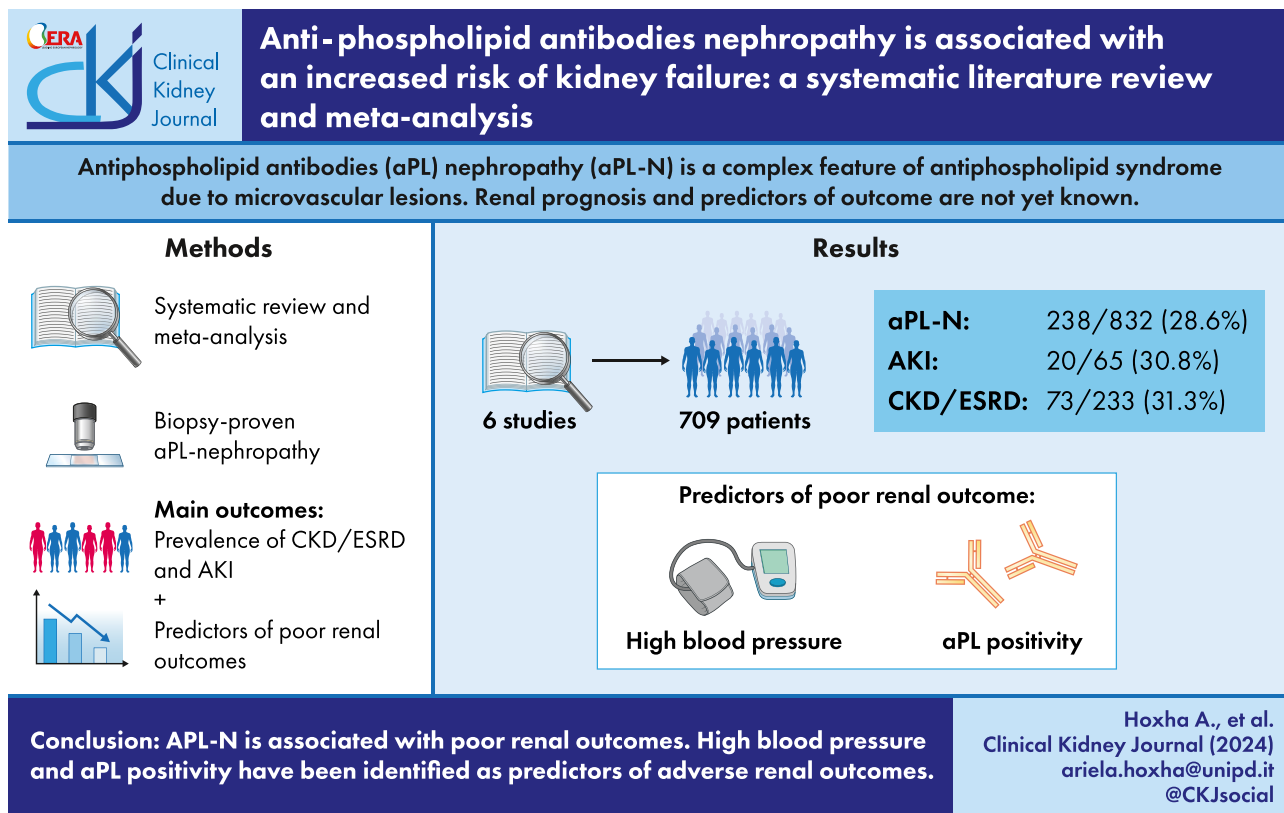 ERA
CKJ
Clinical
Kidney
Journal
Anti-phospholipid antibodies nephropathy is associated with
an increased risk of kidney failure: a systematic literature review
and meta-analysis
Antiphospholipid antibodies (aPL) nephropathy (aPL-N) is a complex feature of antiphospholipid syndrome
due to microvascular lesions. Renal prognosis and predictors of outcome are not yet known.
Methods
Systematic review and
meta-analysis
Biopsy-proven
aPL-nephropathy
Main outcomes:
Prevalence of CKD/ESRD
and AKI
+
Predictors of poor renal
outcomes
Results
6 studies
709 patients
aPL-N: 238/832 (28.6%)
AKI: 20/65 (30.8%)
CKD/ESRD: 73/233 (31.3%)
Predictors of poor renal outcome:
High blood pressure
aPL positivity
Conclusion: APL-N is associated with poor renal outcomes. High blood pressure
and aPL positivity have been identified as predictors of adverse renal outcomes.
Hoxha A., et al.
Clinical Kidney Journal (2024)
ariela.hoxha@unipd.it
@CKJsocial